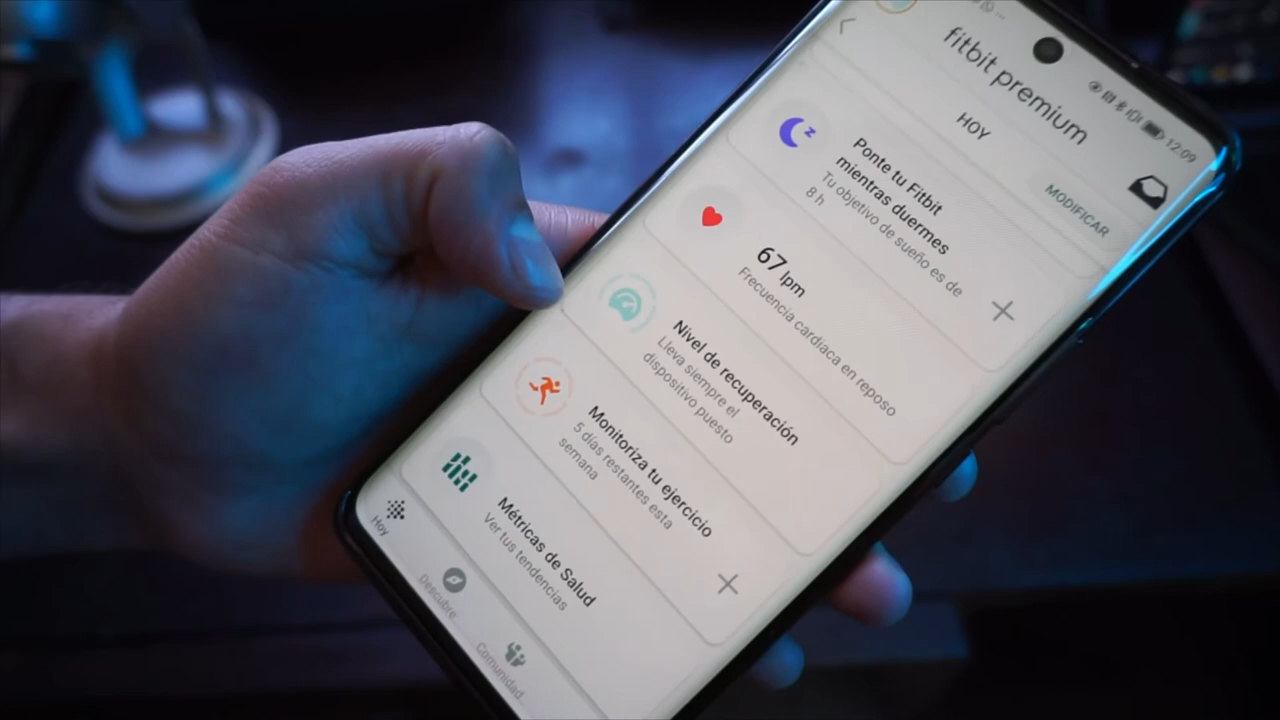 12:09
fitbit premium
HOY
MODIFICAR
Ponte tu Fitbit
mientras duermes
Tu objetivo de sueño es de
8 h
67 lpm
Frecuencia cardiaca en reposo
Nivel de recuperación
Lleva siempre el
dispositivo puesto
Monitoriza tu ejercicio
5 días restantes esta
semana
Métricas de Salud
Ver tus tendencias
Hoy
Descubre
Comunidad